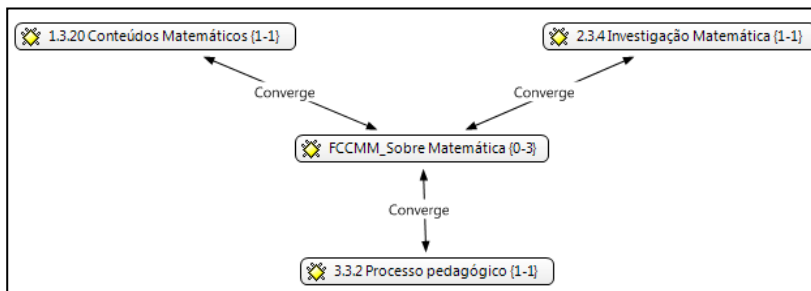 1.3.20 Conteúdos Matemáticos {1-1}
2.3.4 Investigação Matemática {1-1}
Converge
Converge
FCCMM_Sobre Matemática {0-3}
Converge
3.3.2 Processo pedagógico {1-1}